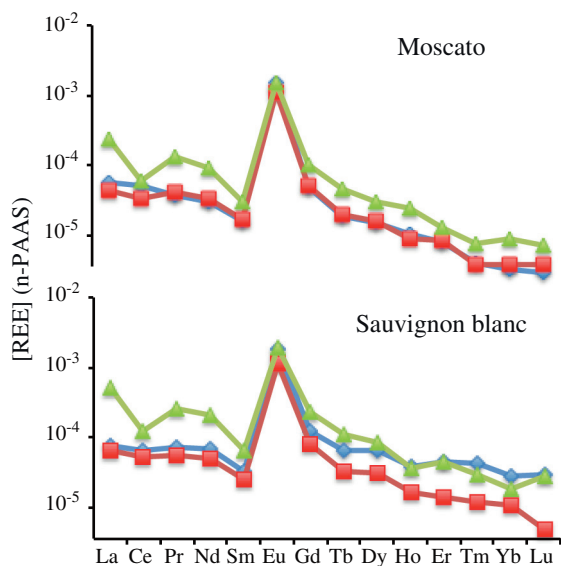 10⁻²
Moscato
10⁻³
10⁻⁴
10⁻⁵
[REE] (n-PAAS)
10⁻²
Sauvignon blanc
10⁻³
10⁻⁴
10⁻⁵
La Ce Pr Nd Sm Eu Gd Tb Dy Ho Er Tm Yb Lu